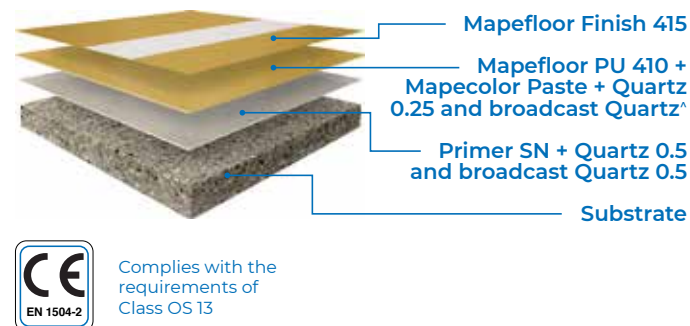 Mapefloor Finish 415
Mapefloor PU 410 +
Mapecolor Paste + Quartz
0.25 and broadcast Quartz^
Primer SN + Quartz 0.5
and broadcast Quartz 0.5
Substrate
CE
EN 1504-2
Complies with the
requirements of
Class OS 13